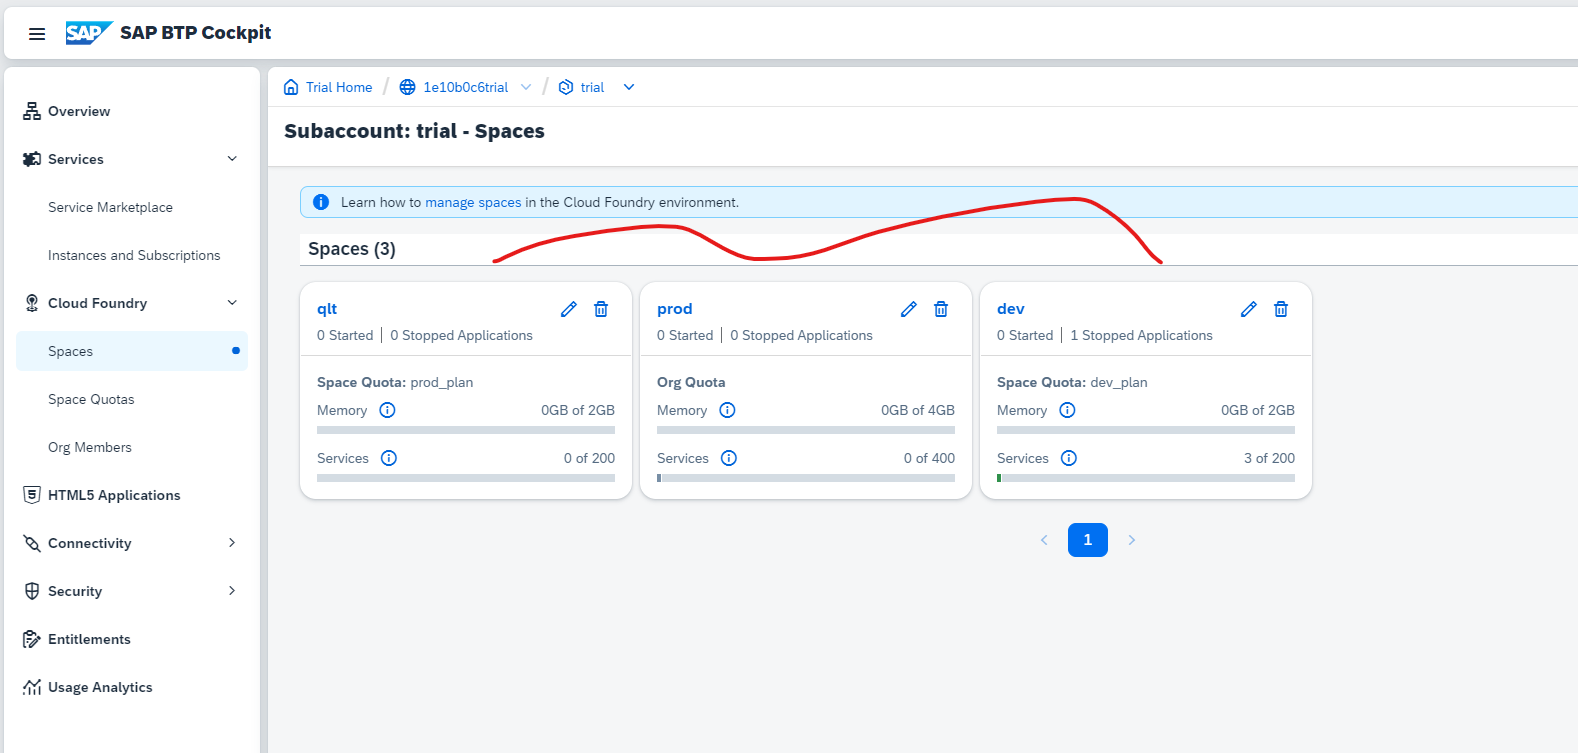 SAP SAP BTP Cockpit
Overview
Services
Service Marketplace
Instances and Subscriptions
Cloud Foundry
Spaces
Space Quotas
Org Members
HTML5 Applications
Connectivity
Security
Entitlements
Usage Analytics
Trial Home / 1e10b0c6trial / trial
Subaccount: trial - Spaces
Learn how to manage spaces in the Cloud Foundry environment.
Spaces (3)
qlt
0 Started | 0 Stopped Applications
Space Quota: prod_plan
Memory 0GB of 2GB
Services 0 of 200
prod
0 Started | 0 Stopped Applications
Org Quota
Memory 0GB of 4GB
Services 0 of 400
dev
0 Started | 1 Stopped Applications
Space Quota: dev_plan
Memory 0GB of 2GB
Services 3 of 200
1